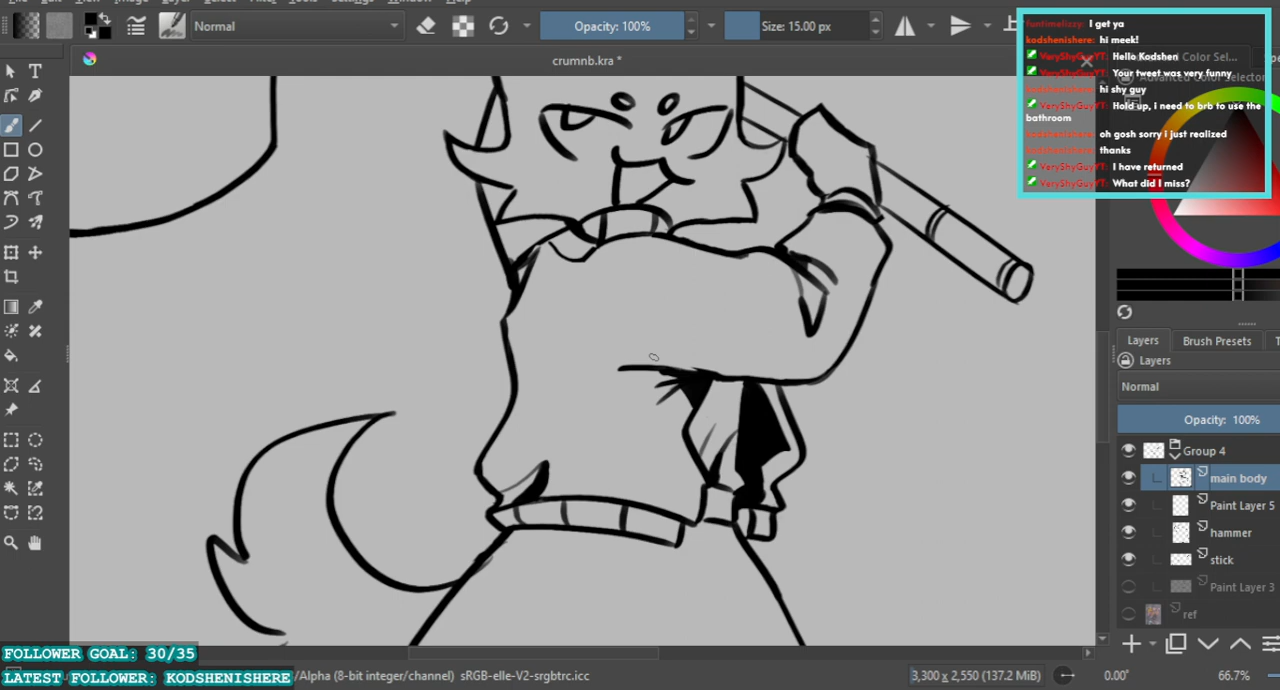 Normal
Opacity: 100%
Size: 15.00 px
crumnb.kra *
funtimelizzy: I get ya
kodshenishere: hi meek!
VeryShyGuyYT: Hello Kodshen
VeryShyGuyYT: Your tweet was very funny
kodshenishere: hi shy guy
VeryShyGuyYT: Hold up, i need to brb to use the
bathroom
kodshenishere: oh gosh sorry i just realized
kodshenishere: thanks
VeryShyGuyYT: I have returned
VeryShyGuyYT: What did I miss?
Advanced Color Selector
Layers
Brush Presets
Layers
Normal
Opacity: 100%
Group 4
main body
Paint Layer 5
hammer
stick
Paint Layer 3
ref
FOLLOWER GOAL: 30/35
LATEST FOLLOWER: KODSHENISHERE
/Alpha (8-bit integer/channel) sRGB-elle-V2-srgbtrc.icc
3,300 x 2,550 (137.2 MiB)
0.00°
66.7%